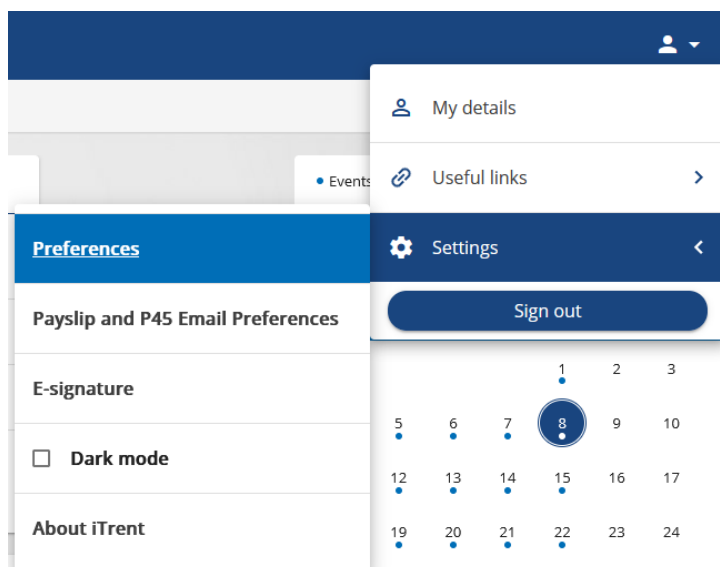 My details
Events
Useful links
Preferences
Settings
Payslip and P45 Email Preferences
Sign out
1 2 3
E-signature
5 6 7 8 9 10
Dark mode
12 13 14 15 16 17
About iTrent
19 20 21 22 23 24